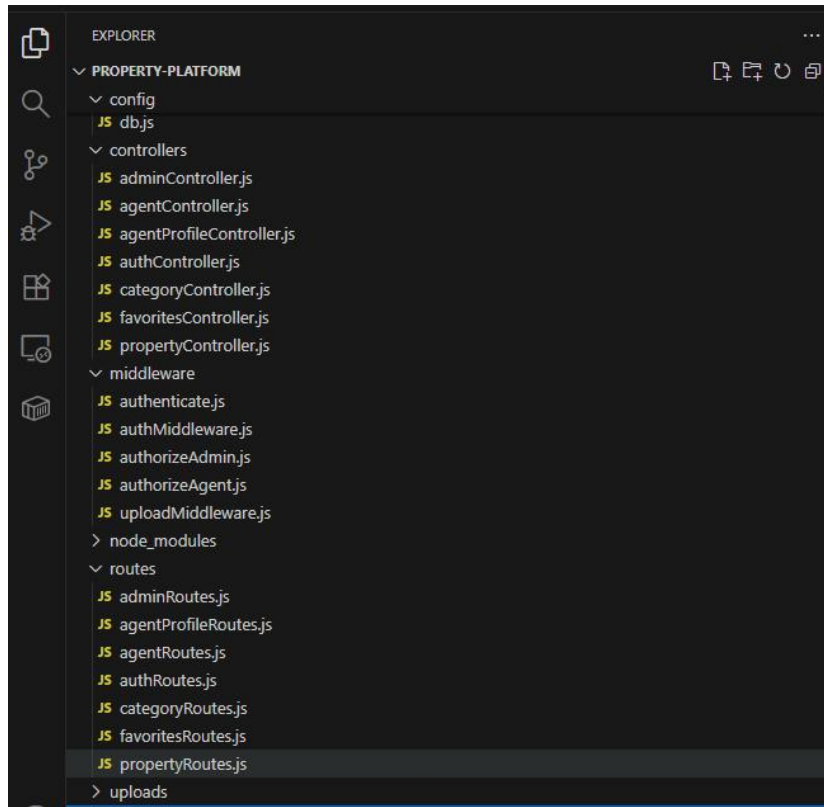 EXPLORER ...
PROPERTY-PLATFORM
config
JS db.js
controllers
JS adminController.js
JS agentController.js
JS agentProfileController.js
JS authController.js
JS categoryController.js
JS favoritesController.js
JS propertyController.js
middleware
JS authenticate.js
JS authMiddleware.js
JS authorizeAdmin.js
JS authorizeAgent.js
JS uploadMiddleware.js
node_modules
routes
JS adminRoutes.js
JS agentProfileRoutes.js
JS agentRoutes.js
JS authRoutes.js
JS categoryRoutes.js
JS favoritesRoutes.js
JS propertyRoutes.js
uploads